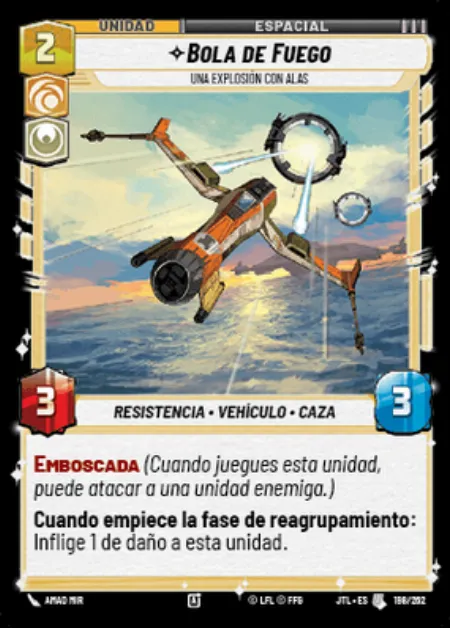 UNIDAD
ESPACIAL
2
BOLA DE FUEGO
UNA EXPLOSIÓN CON ALAS
3
RESISTENCIA • VEHÍCULO • CAZA
3
EMBOSCADA (Cuando juegues esta unidad,
puede atacar a una unidad enemiga.)
Cuando empiece la fase de reagrupamiento:
Inflige 1 de daño a esta unidad.
AMAD MIR
A
© LFL © FFG
JTL • ES
198/262